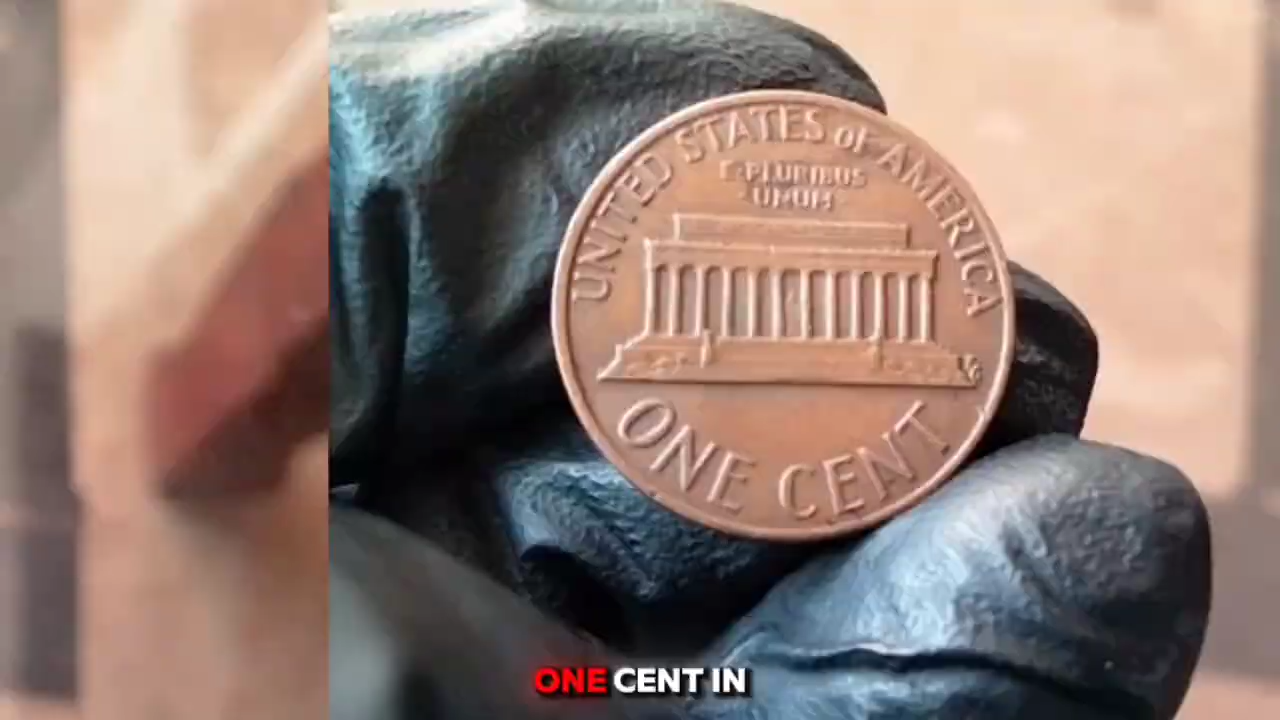 UNITED STATES OF AMERICA
E·PLURIBUS
UNUM
ONE CENT
ONE CENT IN